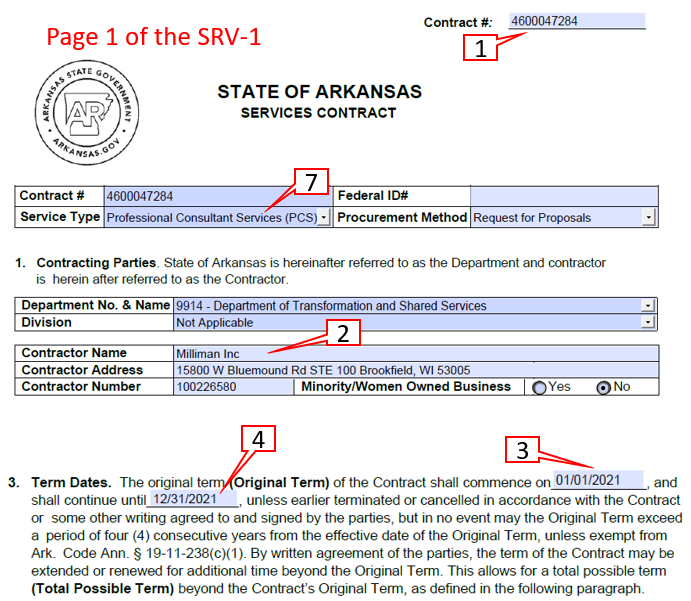 Contract #: 4600047284
Page 1 of the SRV-1
1
ARKANSAS STATE GOVERNMENT
AR
ARKANSAS.GOV
STATE OF ARKANSAS
SERVICES CONTRACT
7
Contract # 4600047284 Federal ID#
Service Type Professional Consultant Services (PCS) Procurement Method Request for Proposals
1. Contracting Parties. State of Arkansas is hereinafter referred to as the Department and contractor
is herein after referred to as the Contractor.
Department No. & Name 9914 - Department of Transformation and Shared Services
Division Not Applicable
2
Contractor Name Milliman Inc
Contractor Address 15800 W Bluemound Rd STE 100 Brookfield, WI 53005
Contractor Number 100226580 Minority/Women Owned Business Yes No
4
3
3. Term Dates. The original term (Original Term) of the Contract shall commence on 01/01/2021, and
shall continue until 12/31/2021, unless earlier terminated or cancelled in accordance with the Contract
or some other writing agreed to and signed by the parties, but in no event may the Original Term exceed
a period of four (4) consecutive years from the effective date of the Original Term, unless exempt from
Ark. Code Ann. § 19-11-238(c)(1). By written agreement of the parties, the term of the Contract may be
extended or renewed for additional time beyond the Original Term. This allows for a total possible term
(Total Possible Term) beyond the Contract's Original Term, as defined in the following paragraph.